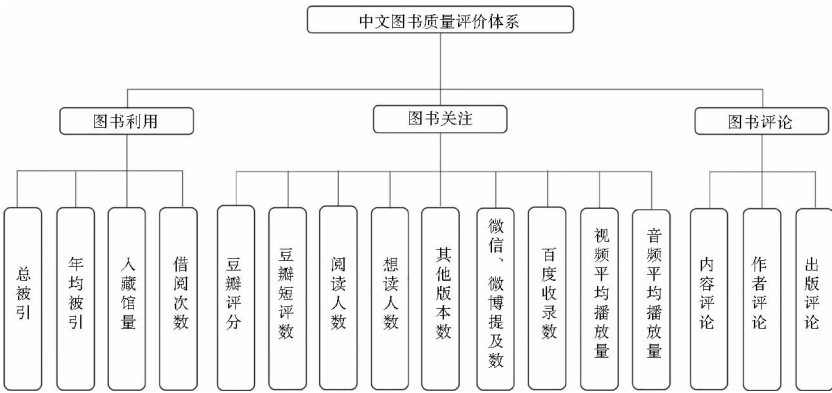 中文图书质量评价体系
图书利用
图书关注
图书评论
总被引
年均被引
入藏馆量
借阅次数
豆瓣评分
豆瓣短评数
阅读人数
想读人数
其他版本数
微信、微博提及数
百度收录数
视频平均播放量
音频平均播放量
内容评论
作者评论
出版评论